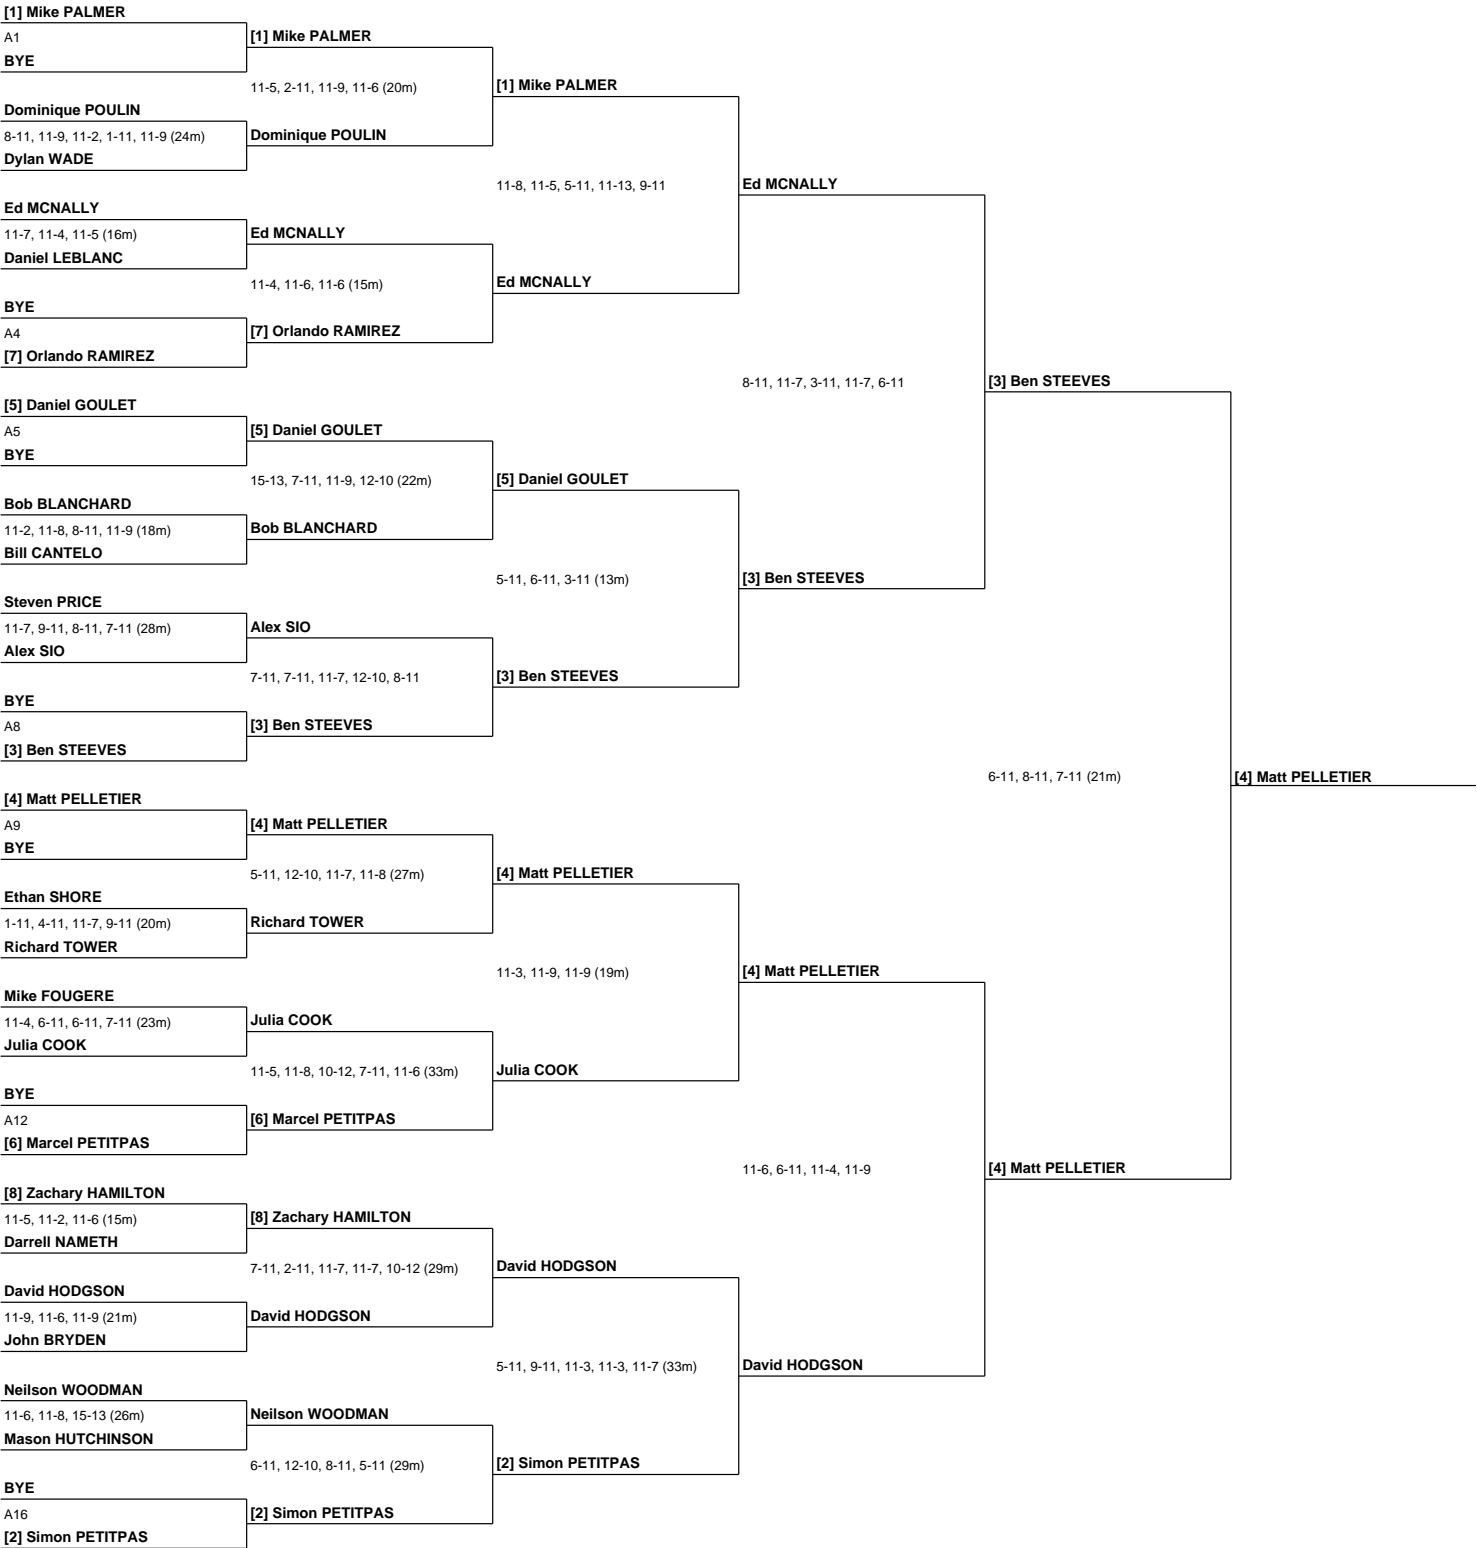 [1] Mike PALMER
A1
BYE
Dominique POULIN
8-11, 11-9, 11-2, 1-11, 11-9 (24m)
Dylan WADE
Ed MCNALLY
11-7, 11-4, 11-5 (16m)
Daniel LEBLANC
BYE
A4
[7] Orlando RAMIREZ
[5] Daniel GOULET
A5
BYE
Bob BLANCHARD
11-2, 11-8, 8-11, 11-9 (18m)
Bill CANTELO
Steven PRICE
11-7, 9-11, 8-11, 7-11 (28m)
Alex SIO
BYE
A8
[3] Ben STEEVES
[4] Matt PELLETIER
A9
BYE
Ethan SHORE
1-11, 4-11, 11-7, 9-11 (20m)
Richard TOWER
Mike FOUGERE
11-4, 6-11, 6-11, 7-11 (23m)
Julia COOK
BYE
A12
[6] Marcel PETITPAS
[8] Zachary HAMILTON
11-5, 11-2, 11-6 (15m)
Darrell NAMETH
David HODGSON
11-9, 11-6, 11-9 (21m)
John BRYDEN
Neilson WOODMAN
11-6, 11-8, 15-13 (26m)
Mason HUTCHINSON
BYE
A16
[2] Simon PETITPAS
[1] Mike PALMER
11-5, 2-11, 11-9, 11-6 (20m)
Dominique POULIN
Ed MCNALLY
11-4, 11-6, 11-6 (15m)
[7] Orlando RAMIREZ
[5] Daniel GOULET
15-13, 7-11, 11-9, 12-10 (22m)
Bob BLANCHARD
Alex SIO
7-11, 7-11, 11-7, 12-10, 8-11
[3] Ben STEEVES
[4] Matt PELLETIER
5-11, 12-10, 11-7, 11-8 (27m)
Richard TOWER
Julia COOK
11-5, 11-8, 10-12, 7-11, 11-6 (33m)
[6] Marcel PETITPAS
[8] Zachary HAMILTON
7-11, 2-11, 11-7, 11-7, 10-12 (29m)
David HODGSON
Neilson WOODMAN
6-11, 12-10, 8-11, 5-11 (29m)
[2] Simon PETITPAS
[1] Mike PALMER
11-8, 11-5, 5-11, 11-13, 9-11
Ed MCNALLY
[5] Daniel GOULET
5-11, 6-11, 3-11 (13m)
[3] Ben STEEVES
[4] Matt PELLETIER
11-3, 11-9, 11-9 (19m)
Julia COOK
David HODGSON
5-11, 9-11, 11-3, 11-3, 11-7 (33m)
[2] Simon PETITPAS
Ed MCNALLY
8-11, 11-7, 3-11, 11-7, 6-11
[3] Ben STEEVES
[4] Matt PELLETIER
11-6, 6-11, 11-4, 11-9
David HODGSON
[3] Ben STEEVES
6-11, 8-11, 7-11 (21m)
[4] Matt PELLETIER
[4] Matt PELLETIER